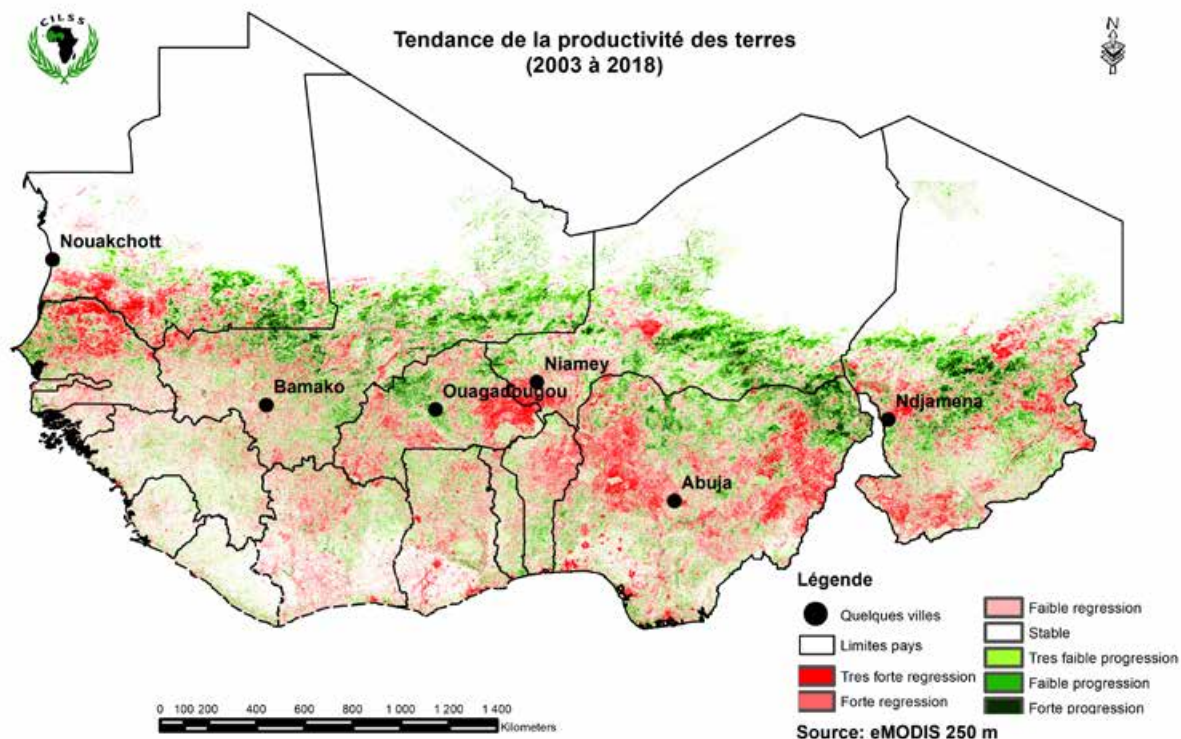 CILSS
Tendance de la productivité des terres
(2003 à 2018)
N
Nouakchott
Niamey
Bamako
Ouagadougou
Ndjamena
Abuja
Légende
Quelques villes
Limites pays
Tres forte regression
Forte regression
Faible regression
Stable
Tres faible progression
Faible progression
Forte progression
0 100 200 400 600 800 1 000 1 200 1 400
Kilometers
Source: eMODIS 250 m